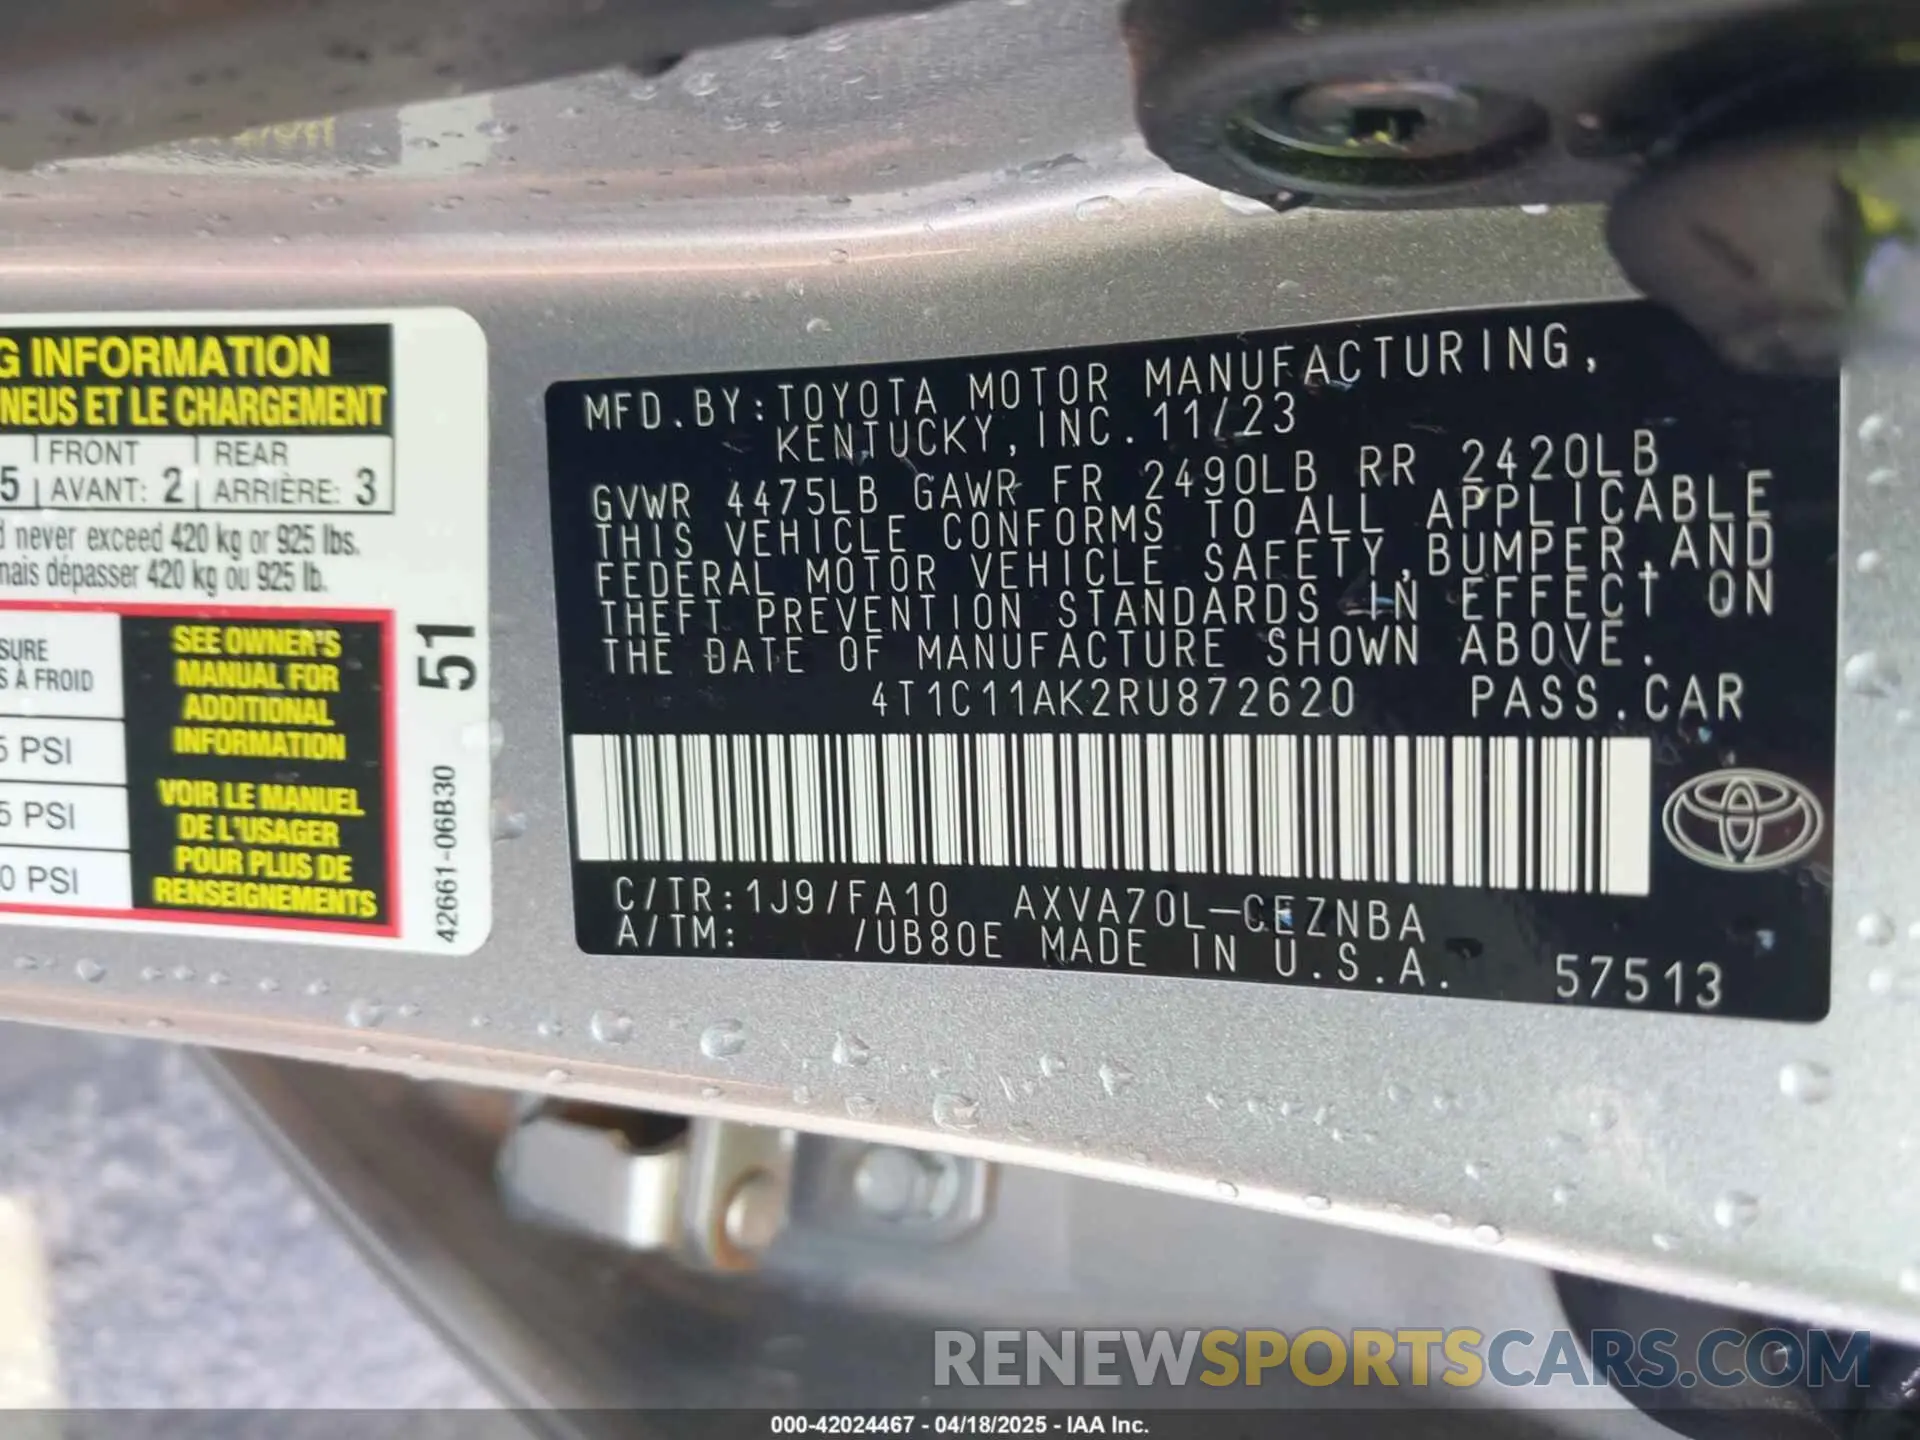 G INFORMATION
NEUS ET LE CHARGEMENT
5 FRONT AVANT: 2 REAR ARRIÈRE: 3
never exceed 420 kg or 925 lbs.
mais dépasser 420 kg ou 925 lb.
SURE
À FROID
5 PSI
5 PSI
0 PSI
SEE OWNER'S
MANUAL FOR
ADDITIONAL
INFORMATION
VOIR LE MANUEL
DE L'USAGER
POUR PLUS DE
RENSEIGNEMENTS
51
42661-06B30
MFD.BY:TOYOTA MOTOR MANUFACTURING,
KENTUCKY,INC.11/23
GVWR 4475LB GAWR FR 2490LB RR 2420LB
THIS VEHICLE CONFORMS TO ALL APPLICABLE
FEDERAL MOTOR VEHICLE SAFETY,BUMPER,AND
THEFT PREVENTION STANDARDS IN EFFECT ON
THE DATE OF MANUFACTURE SHOWN ABOVE.
4T1C11AK2RU872620 PASS.CAR
C/TR:1J9/FA10 AXVA70L-CEZNBA
A/TM: /UB80E MADE IN U.S.A.
57513
RENEWSPORTSCARS.COM
000-42024467 - 04/18/2025 - IAA Inc.